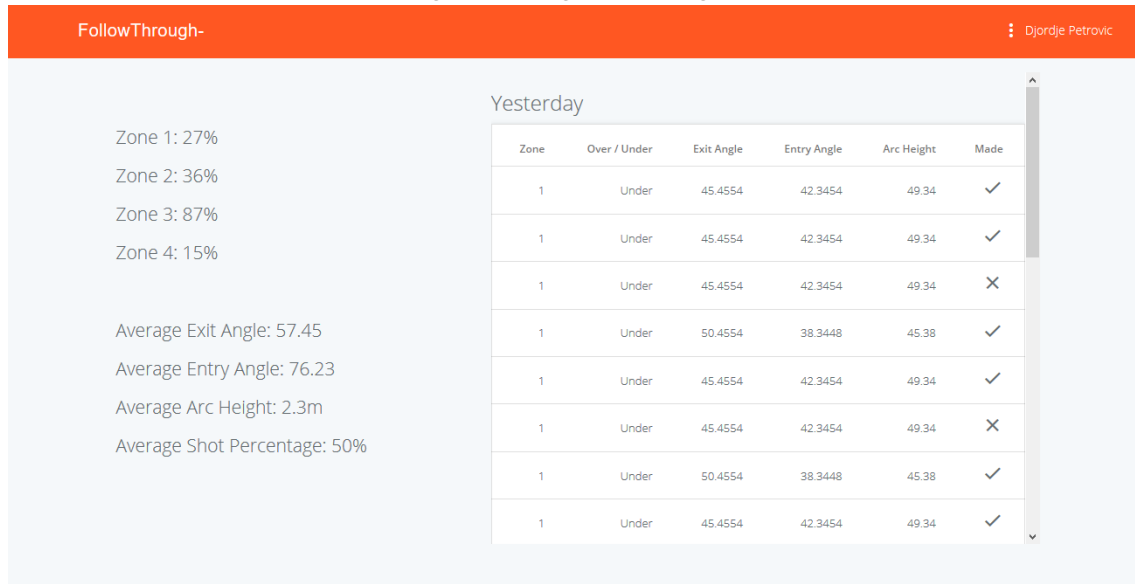 FollowThrough-
Djordje Petrovic
Zone 1: 27%
Zone 2: 36%
Zone 3: 87%
Zone 4: 15%
Average Exit Angle: 57.45
Average Entry Angle: 76.23
Average Arc Height: 2.3m
Average Shot Percentage: 50%
Yesterday
Zone Over / Under Exit Angle Entry Angle Arc Height Made
1 Under 45.4554 42.3454 49.34
1 Under 45.4554 42.3454 49.34
1 Under 45.4554 42.3454 49.34
1 Under 50.4554 38.3448 45.38
1 Under 45.4554 42.3454 49.34
1 Under 45.4554 42.3454 49.34
1 Under 50.4554 38.3448 45.38
1 Under 45.4554 42.3454 49.34